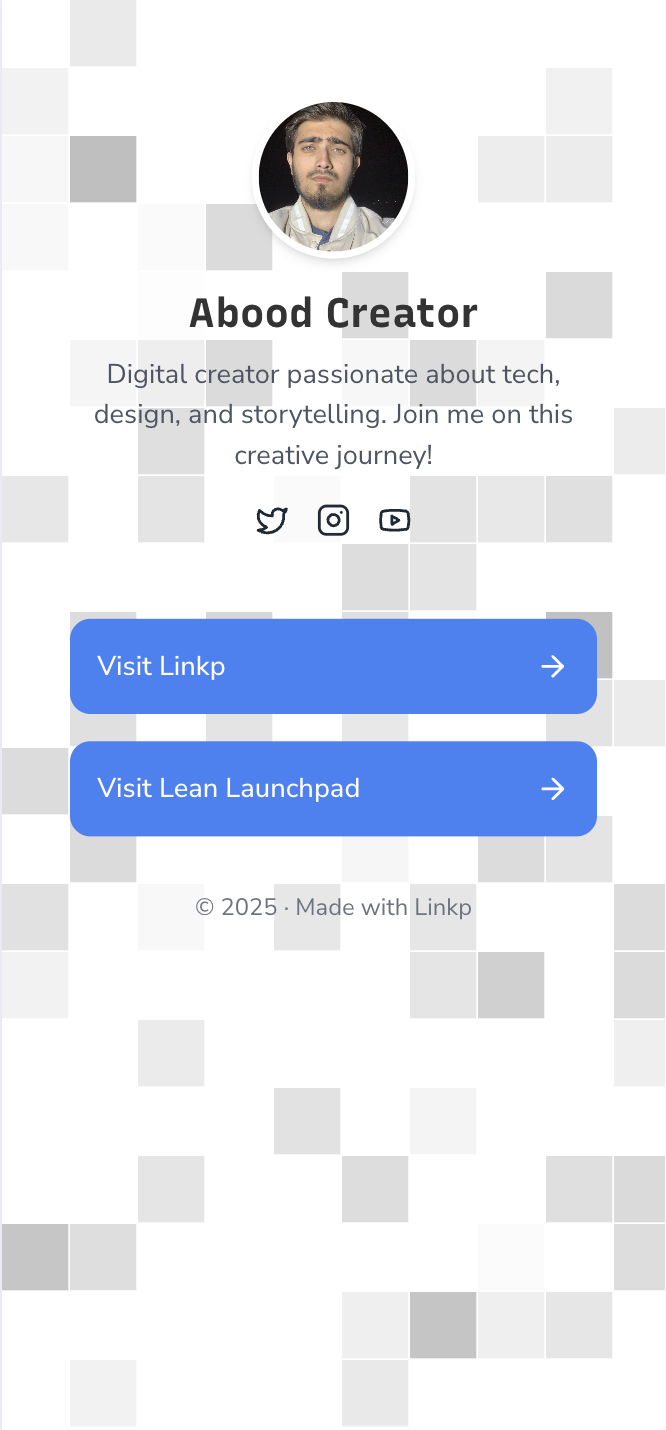 Abood Creator
Digital creator passionate about tech,
design, and storytelling. Join me on this
creative journey!
Visit Linkp
Visit Lean Launchpad
© 2025 · Made with Linkp